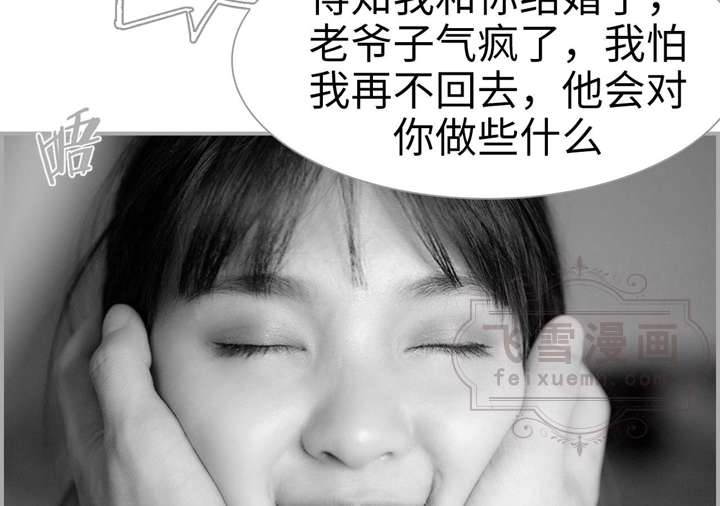 得知我和你结婚了，
老爷子气疯了，我怕
我再不回去，他会对
你做些什么
唔
飞雪漫画
feixuemh.com